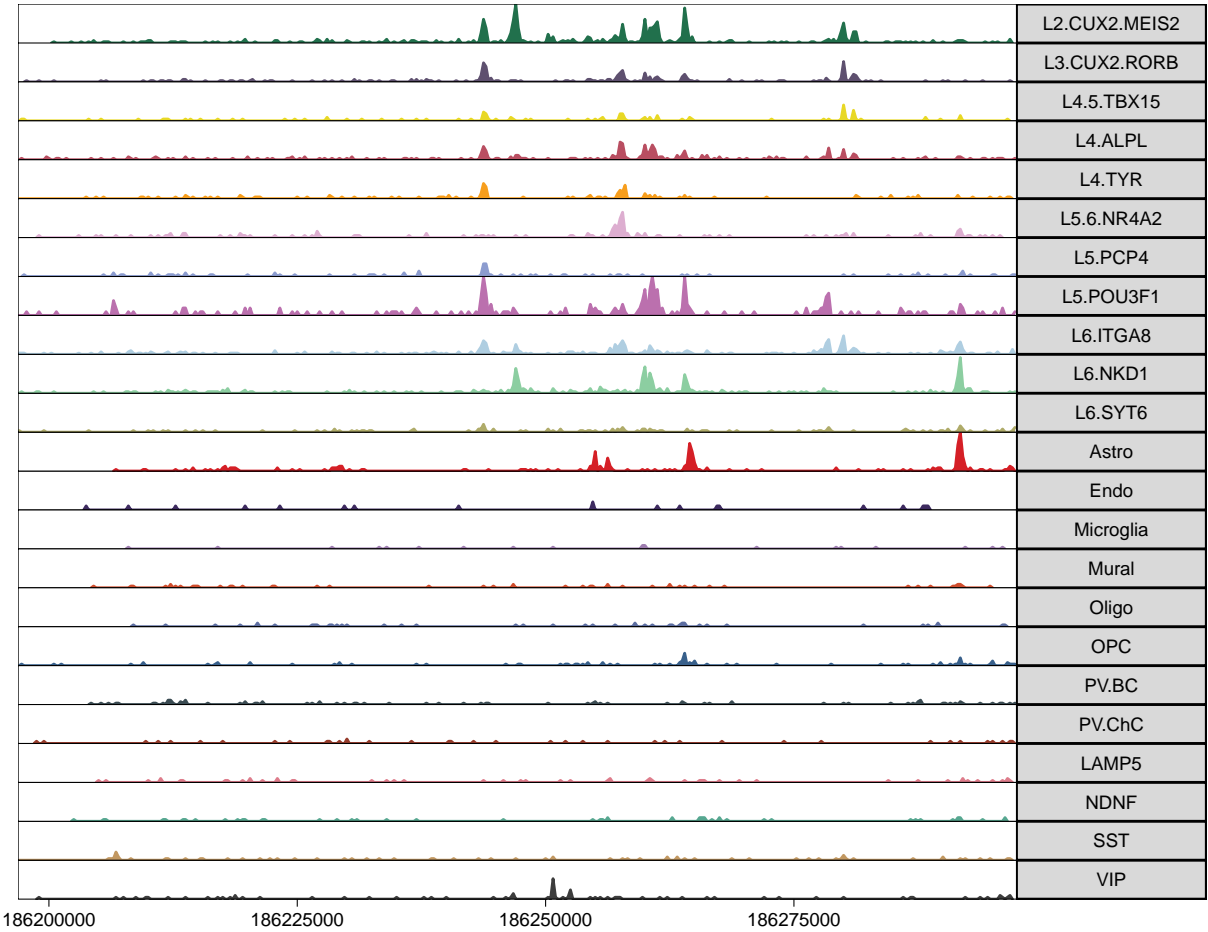 L2.CUX2.MEIS2
L3.CUX2.RORB
L4.5.TBX15
L4.ALPL
L4.TYR
L5.6.NR4A2
L5.PCP4
L5.POU3F1
L6.ITGA8
L6.NKD1
L6.SYT6
Astro
Endo
Microglia
Mural
Oligo
OPC
PV.BC
PV.ChC
LAMP5
NDNF
SST
VIP
186200000 186225000 186250000 186275000